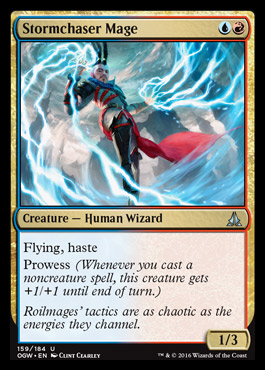 Stormchaser Mage
Creature — Human Wizard
Flying, haste
Prowess (Whenever you cast a
noncreature spell, this creature gets
+1/+1 until end of turn.)
Roilmages' tactics are as chaotic as the
energies they channel.
1/3
159/184 U
OGW • EN Clint Cearley
™ & © 2016 Wizards of the Coast